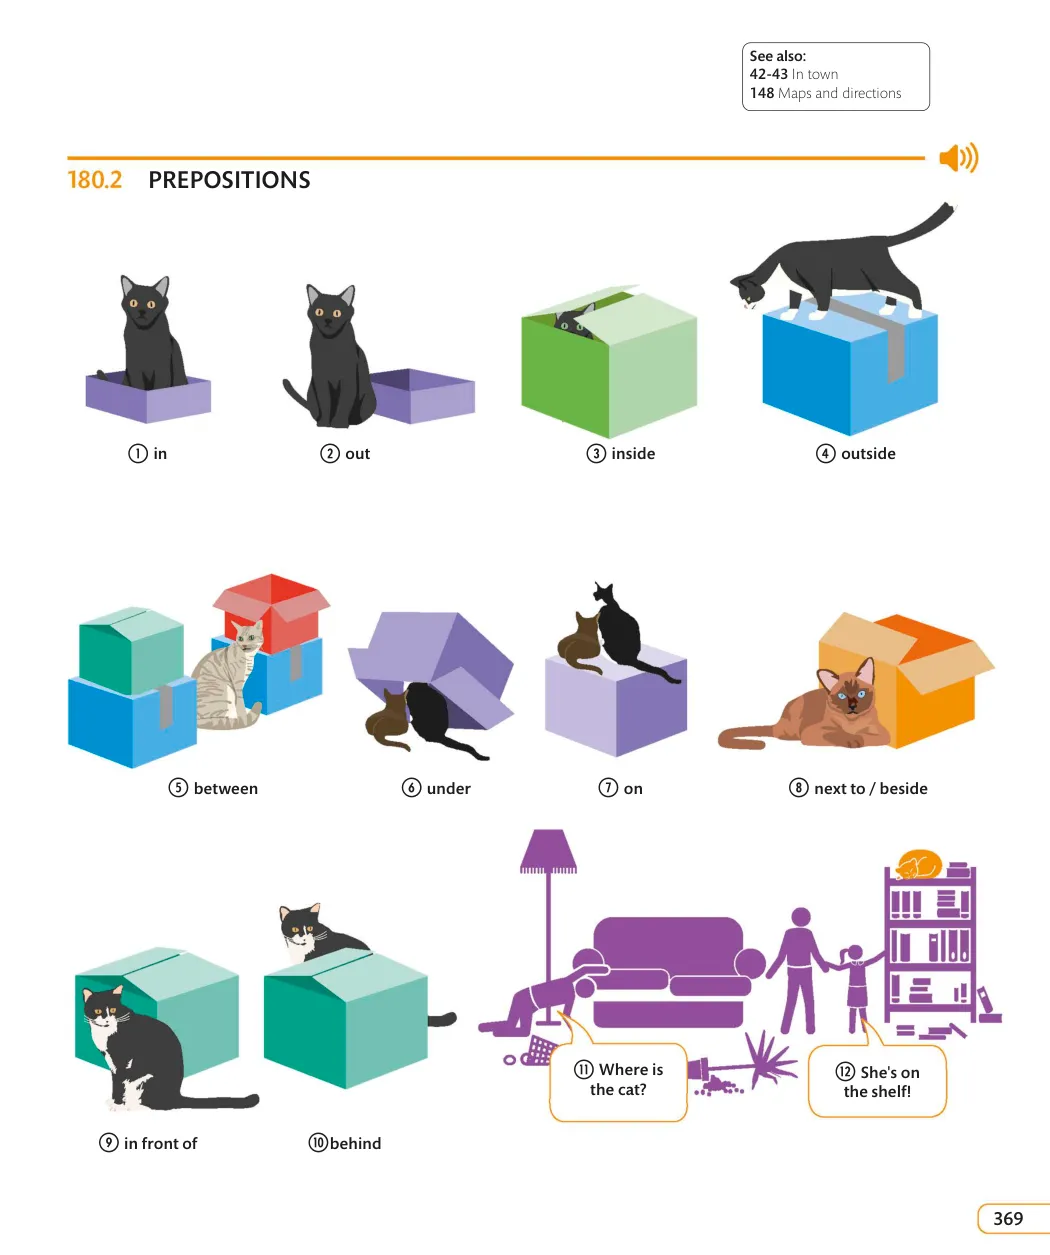 See also:
42-43 In town
148 Maps and directions
180.2 PREPOSITIONS
① in
② out
③ inside
④ outside
⑤ between
⑥ under
⑦ on
⑧ next to / beside
⑨ in front of
⑩ behind
⑪ Where is
the cat?
⑫ She's on
the shelf!
369